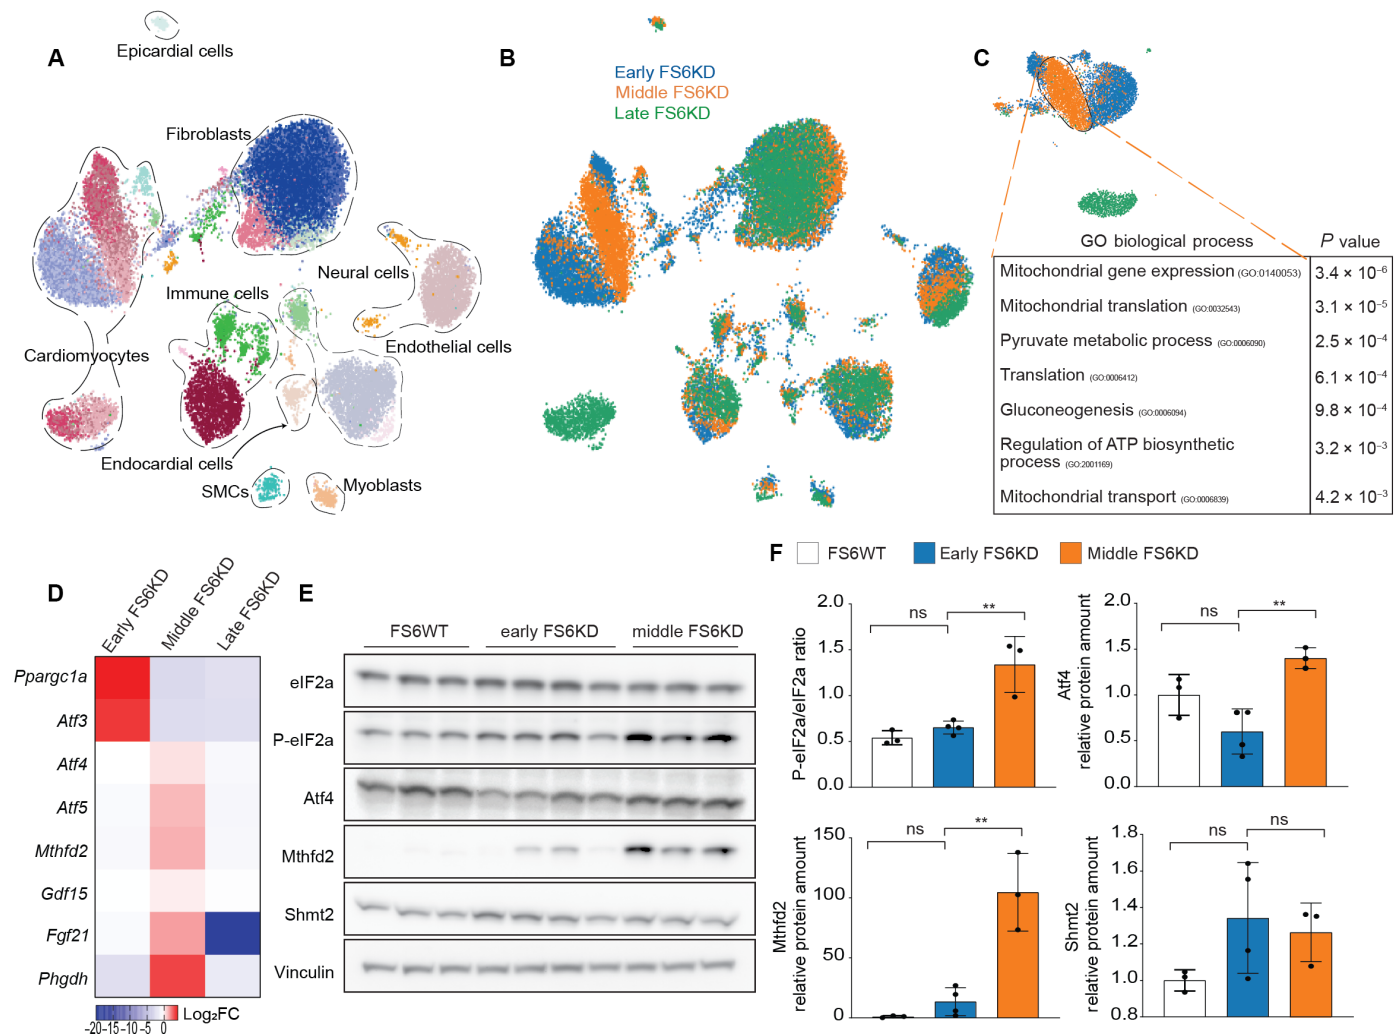 A
Epicardial cells
Fibroblasts
Neural cells
Immune cells
Endothelial cells
Cardiomyocytes
Endocardial cells
SMCs
Myoblasts
B
Early FS6KD
Middle FS6KD
Late FS6KD
C
GO biological process P value
Mitochondrial gene expression (GO:0140053) 3.4 × 10⁻⁶
Mitochondrial translation (GO:0032543) 3.1 × 10⁻⁵
Pyruvate metabolic process (GO:0006090) 2.5 × 10⁻⁴
Translation (GO:0006412) 6.1 × 10⁻⁴
Gluconeogenesis (GO:0006094) 9.8 × 10⁻⁴
Regulation of ATP biosynthetic
process (GO:2001169) 3.2 × 10⁻³
Mitochondrial transport (GO:0006839) 4.2 × 10⁻³
D
Early FS6KD
Middle FS6KD
Late FS6KD
Ppargc1a
Atf3
Atf4
Atf5
Mthfd2
Gdf15
Fgf21
Phgdh
Log₂FC
-20 -15 -10 -5 0
E
FS6WT early FS6KD middle FS6KD
eIF2a
P-eIF2a
Atf4
Mthfd2
Shmt2
Vinculin
F
FS6WT Early FS6KD Middle FS6KD
P-eIF2a/eIF2a ratio
2.0
1.5
1.0
0.5
0.0
ns
**
Atf4
relative protein amount
2.0
1.5
1.0
0.5
0.0
ns
**
Mthfd2
relative protein amount
150
100
50
0
ns
**
Shmt2
relative protein amount
1.8
1.6
1.4
1.2
1.0
0.8
ns
ns